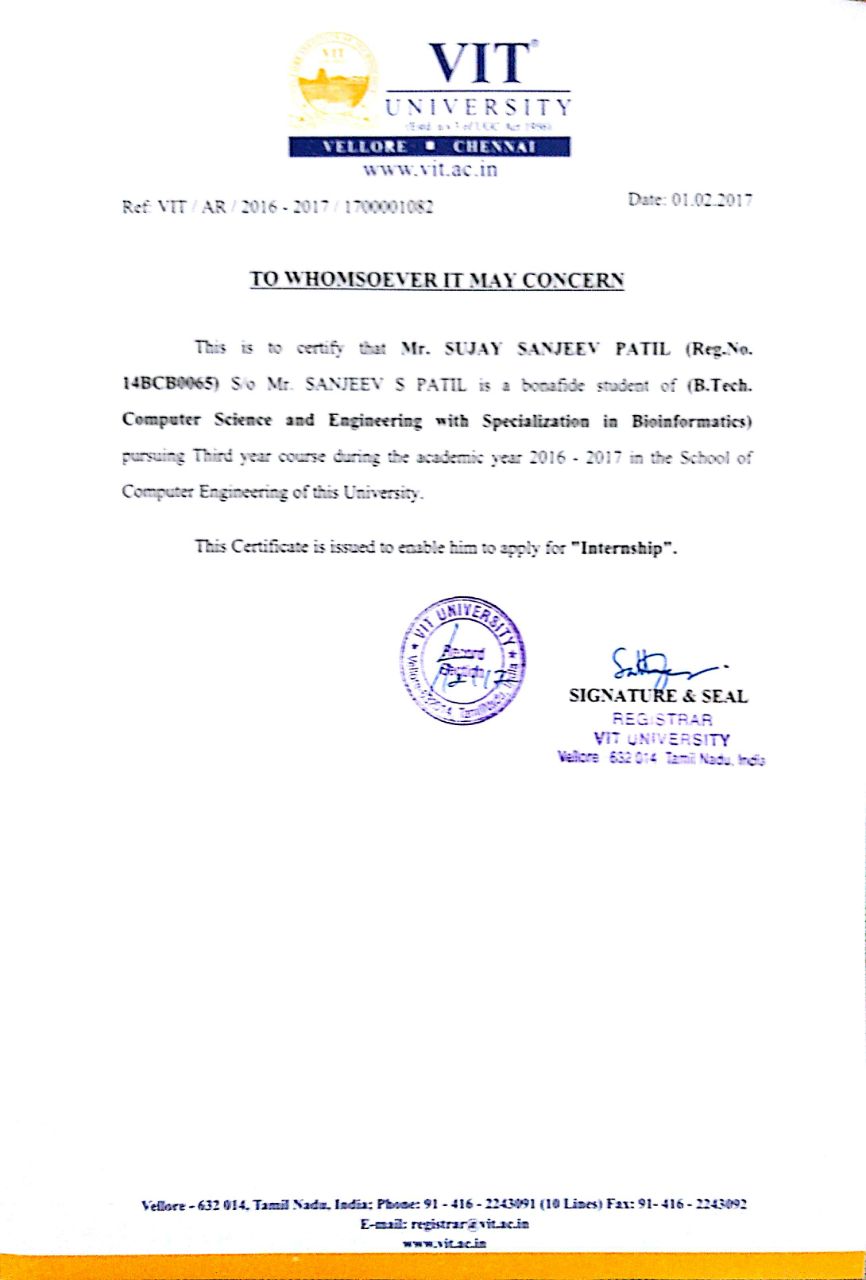 VIT®
UNIVERSITY
(Estd. u/s 3 of UGC Act 1956)
VELLORE ■ CHENNAI
www.vit.ac.in
Ref: VIT / AR / 2016 - 2017 / 1700001082
Date: 01.02.2017
TO WHOMSOEVER IT MAY CONCERN
This is to certify that Mr. SUJAY SANJEEV PATIL (Reg.No.
14BCB0065) S/o Mr. SANJEEV S PATIL is a bonafide student of (B.Tech.
Computer Science and Engineering with Specialization in Bioinformatics)
pursuing Third year course during the academic year 2016 - 2017 in the School of
Computer Engineering of this University.
This Certificate is issued to enable him to apply for "Internship".
VIT UNIVERSITY
Record
Section
Vellore-632014, TamilNadu, India
SIGNATURE & SEAL
REGISTRAR
VIT UNIVERSITY
Vellore 632 014 Tamil Nadu, India
Vellore - 632 014, Tamil Nadu, India; Phone: 91 - 416 - 2243091 (10 Lines) Fax: 91- 416 - 2243092
E-mail: registrar@vit.ac.in
www.vit.ac.in